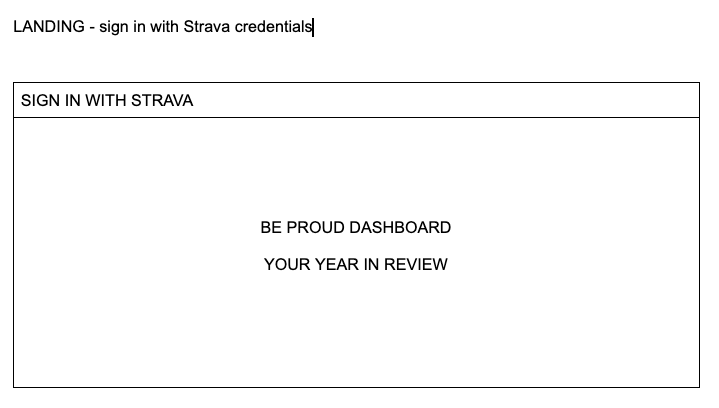 LANDING - sign in with Strava credentials
SIGN IN WITH STRAVA
BE PROUD DASHBOARD
YOUR YEAR IN REVIEW